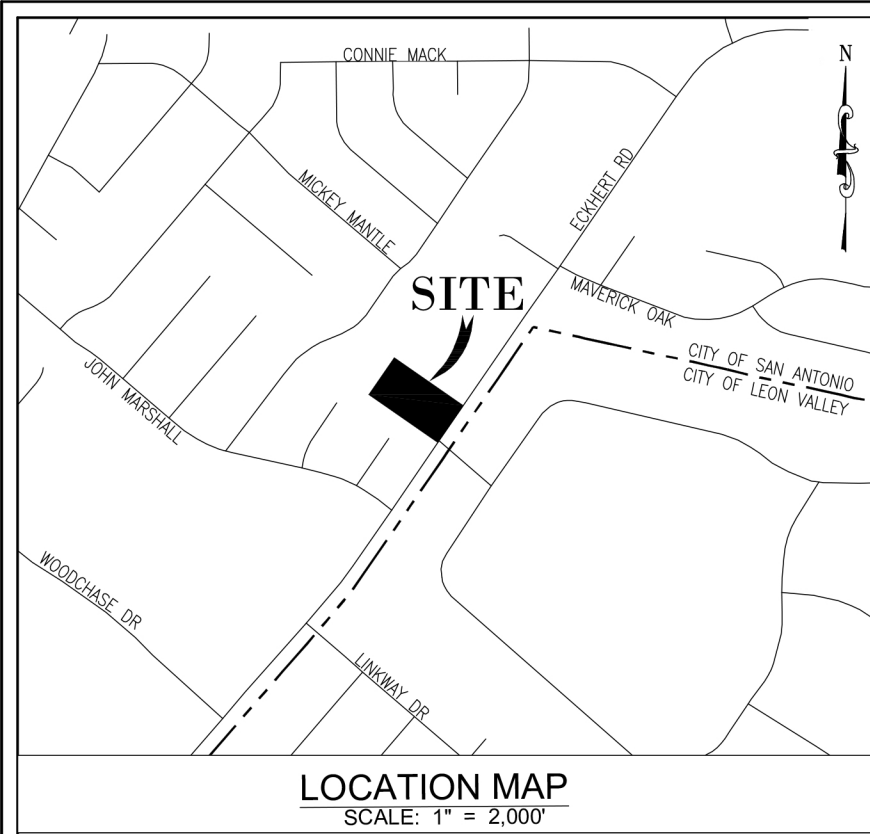 CONNIE MACK
N
ECKHERT RD
MICKEY MANTLE
SITE
MAVERICK OAK
CITY OF SAN ANTONIO
CITY OF LEON VALLEY
JOHN MARSHALL
WOODCHASE DR
LINKWAY DR
LOCATION MAP
SCALE: 1" = 2,000'